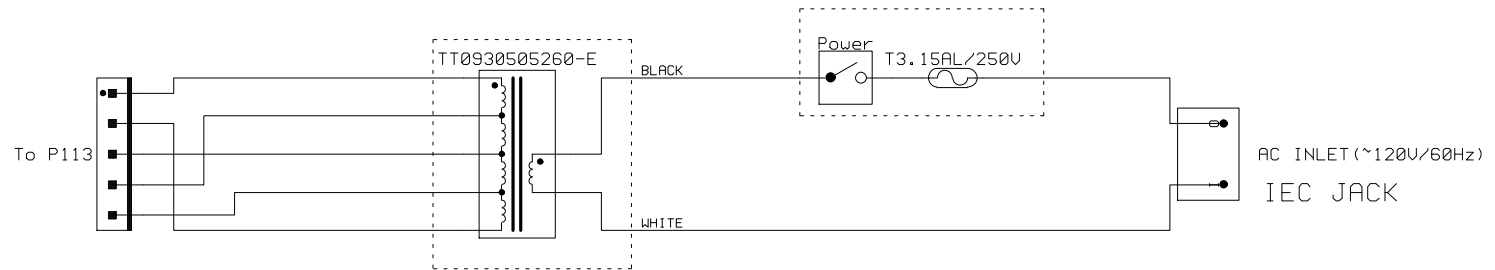 Power
TT0930505260-E
T3.15AL/250V
BLACK
To P113
AC INLET(~120V/60Hz)
IEC JACK
WHITE